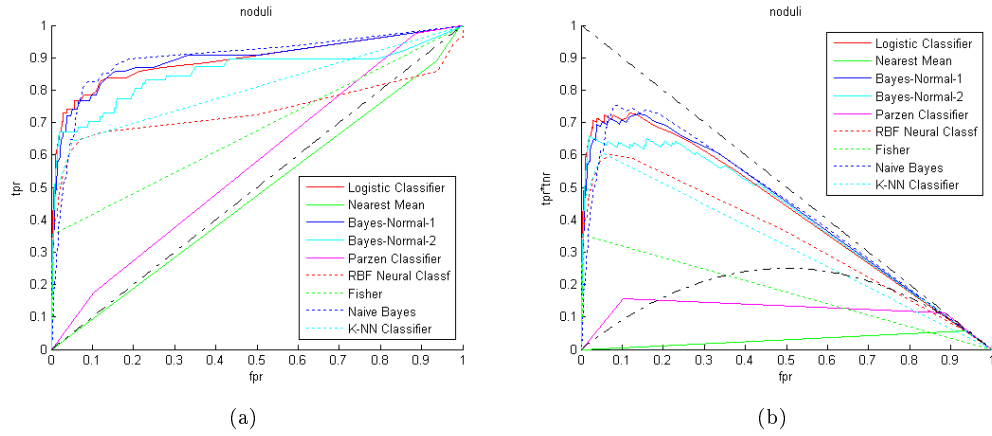 noduli
1
0.9
0.8
0.7
0.6
0.5
0.4
0.3
0.2
0.1
0
tpr
Logistic Classifier
Nearest Mean
Bayes-Normal-1
Bayes-Normal-2
Parzen Classifier
RBF Neural Classf
Fisher
Naive Bayes
K-NN Classifier
0 0.1 0.2 0.3 0.4 0.5 0.6 0.7 0.8 0.9 1
fpr
(a)
noduli
1
0.9
0.8
0.7
0.6
0.5
0.4
0.3
0.2
0.1
0
tpr*tnr
Logistic Classifier
Nearest Mean
Bayes-Normal-1
Bayes-Normal-2
Parzen Classifier
RBF Neural Classf
Fisher
Naive Bayes
K-NN Classifier
0 0.1 0.2 0.3 0.4 0.5 0.6 0.7 0.8 0.9 1
fpr
(b)